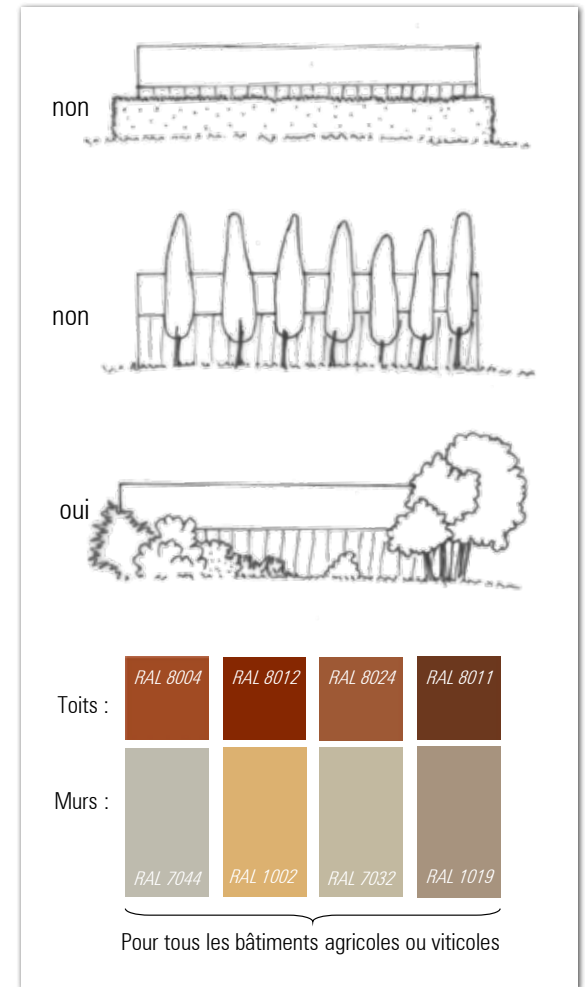 non
non
oui
Toits :
RAL 8004 RAL 8012 RAL 8024 RAL 8011
Murs :
RAL 7044 RAL 1002 RAL 7032 RAL 1019
Pour tous les bâtiments agricoles ou viticoles